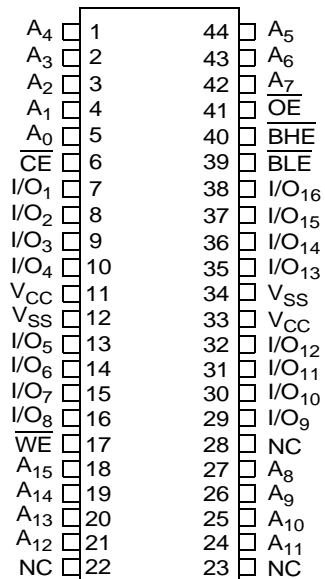 A4 1 44 A5
A3 2 43 A6
A2 3 42 A7
A1 4 41 OE
A0 5 40 BHE
CE 6 39 BLE
I/O1 7 38 I/O16
I/O2 8 37 I/O15
I/O3 9 36 I/O14
I/O4 10 35 I/O13
VCC 11 34 VSS
VSS 12 33 VCC
I/O5 13 32 I/O12
I/O6 14 31 I/O11
I/O7 15 30 I/O10
I/O8 16 29 I/O9
WE 17 28 NC
A15 18 27 A8
A14 19 26 A9
A13 20 25 A10
A12 21 24 A11
NC 22 23 NC